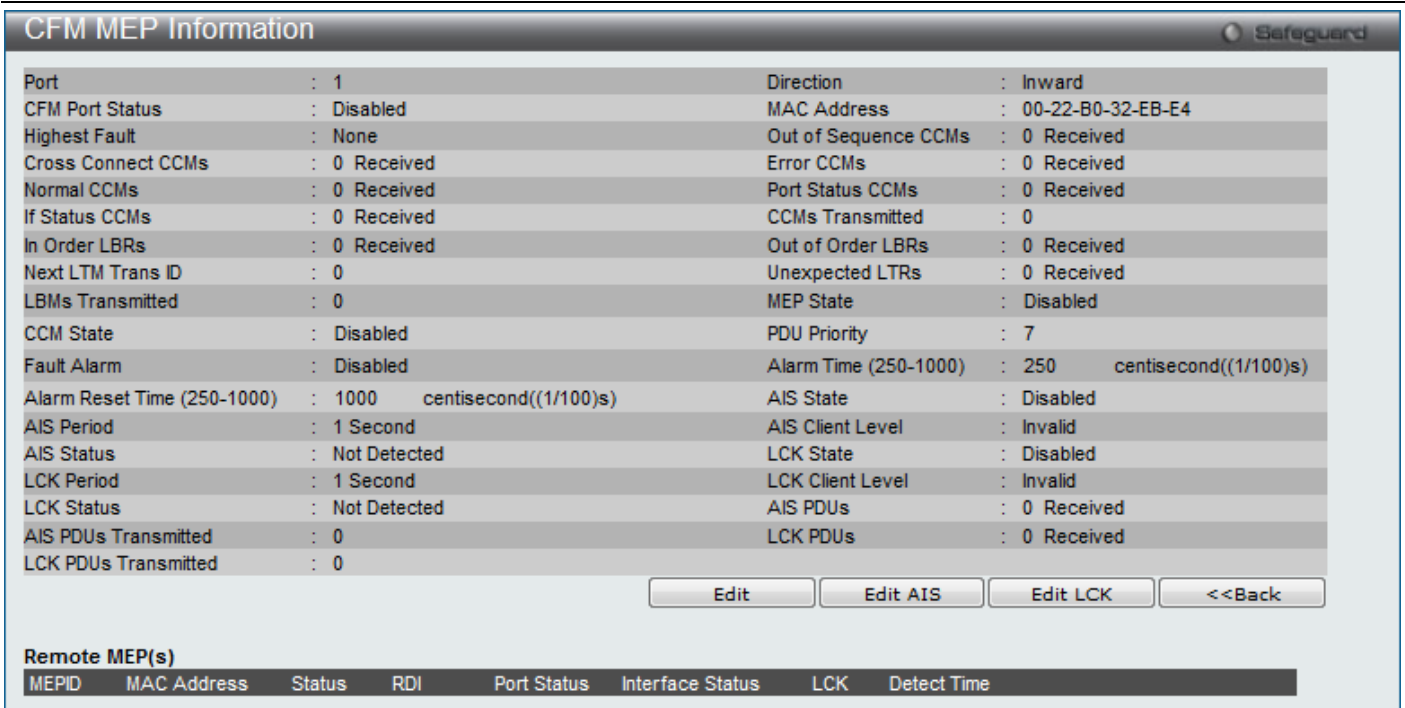 CFM MEP Information
Safeguard
Port : 1 Direction : Inward
CFM Port Status : Disabled MAC Address : 00-22-B0-32-EB-E4
Highest Fault : None Out of Sequence CCMs : 0 Received
Cross Connect CCMs : 0 Received Error CCMs : 0 Received
Normal CCMs : 0 Received Port Status CCMs : 0 Received
If Status CCMs : 0 Received CCMs Transmitted : 0
In Order LBRs : 0 Received Out of Order LBRs : 0 Received
Next LTM Trans ID : 0 Unexpected LTRs : 0 Received
LBMs Transmitted : 0 MEP State : Disabled
CCM State : Disabled PDU Priority : 7
Fault Alarm : Disabled Alarm Time (250-1000) : 250 centisecond((1/100)s)
Alarm Reset Time (250-1000) : 1000 centisecond((1/100)s) AIS State : Disabled
AIS Period : 1 Second AIS Client Level : Invalid
AIS Status : Not Detected LCK State : Disabled
LCK Period : 1 Second LCK Client Level : Invalid
LCK Status : Not Detected AIS PDUs : 0 Received
AIS PDUs Transmitted : 0 LCK PDUs : 0 Received
LCK PDUs Transmitted : 0
Edit Edit AIS Edit LCK <<Back
Remote MEP(s)
MEPID MAC Address Status RDI Port Status Interface Status LCK Detect Time